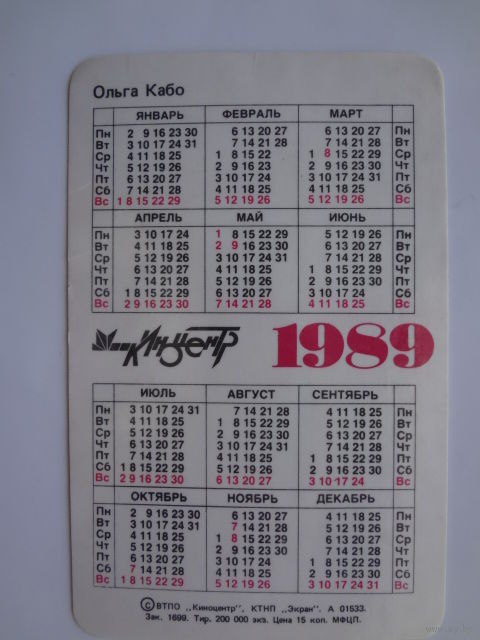 Ольга Кабо
ЯНВАРЬ ФЕВРАЛЬ МАРТ
Пн 2 9 16 23 30 6 13 20 27 6 13 20 27 Пн
Вт 3 10 17 24 31 7 14 21 28 7 14 21 28 Вт
Ср 4 11 18 25 1 8 15 22 1 8 15 22 29 Ср
Чт 5 12 19 26 2 9 16 23 2 9 16 23 30 Чт
Пт 6 13 20 27 3 10 17 24 3 10 17 24 31 Пт
Сб 7 14 21 28 4 11 18 25 4 11 18 25 Сб
Вс 1 8 15 22 29 5 12 19 26 5 12 19 26 Вс
АПРЕЛЬ МАЙ ИЮНЬ
Пн 3 10 17 24 1 8 15 22 29 5 12 19 26 Пн
Вт 4 11 18 25 2 9 16 23 30 6 13 20 27 Вт
Ср 5 12 19 26 3 10 17 24 31 7 14 21 28 Ср
Чт 6 13 20 27 4 11 18 25 1 8 15 22 29 Чт
Пт 7 14 21 28 5 12 19 26 2 9 16 23 30 Пт
Сб 1 8 15 22 29 6 13 20 27 3 10 17 24 Сб
Вс 2 9 16 23 30 7 14 21 28 4 11 18 25 Вс
Киноцентр 1989
ИЮЛЬ АВГУСТ СЕНТЯБРЬ
Пн 3 10 17 24 31 7 14 21 28 4 11 18 25 Пн
Вт 4 11 18 25 1 8 15 22 29 5 12 19 26 Вт
Ср 5 12 19 26 2 9 16 23 30 6 13 20 27 Ср
Чт 6 13 20 27 3 10 17 24 31 7 14 21 28 Чт
Пт 7 14 21 28 4 11 18 25 1 8 15 22 29 Пт
Сб 1 8 15 22 29 5 12 19 26 2 9 16 23 30 Сб
Вс 2 9 16 23 30 6 13 20 27 3 10 17 24 Вс
ОКТЯБРЬ НОЯБРЬ ДЕКАБРЬ
Пн 2 9 16 23 30 6 13 20 27 4 11 18 25 Пн
Вт 3 10 17 24 31 7 14 21 28 5 12 19 26 Вт
Ср 4 11 18 25 1 8 15 22 29 6 13 20 27 Ср
Чт 5 12 19 26 2 9 16 23 30 7 14 21 28 Чт
Пт 6 13 20 27 3 10 17 24 1 8 15 22 29 Пт
Сб 7 14 21 28 4 11 18 25 2 9 16 23 30 Сб
Вс 1 8 15 22 29 5 12 19 26 3 10 17 24 31 Вс
© ВТПО „Киноцентр", КТНП „Экран". А 01533.
Зак. 1699. Тир. 200 000 экз. Цена 15 коп. МФЦП.